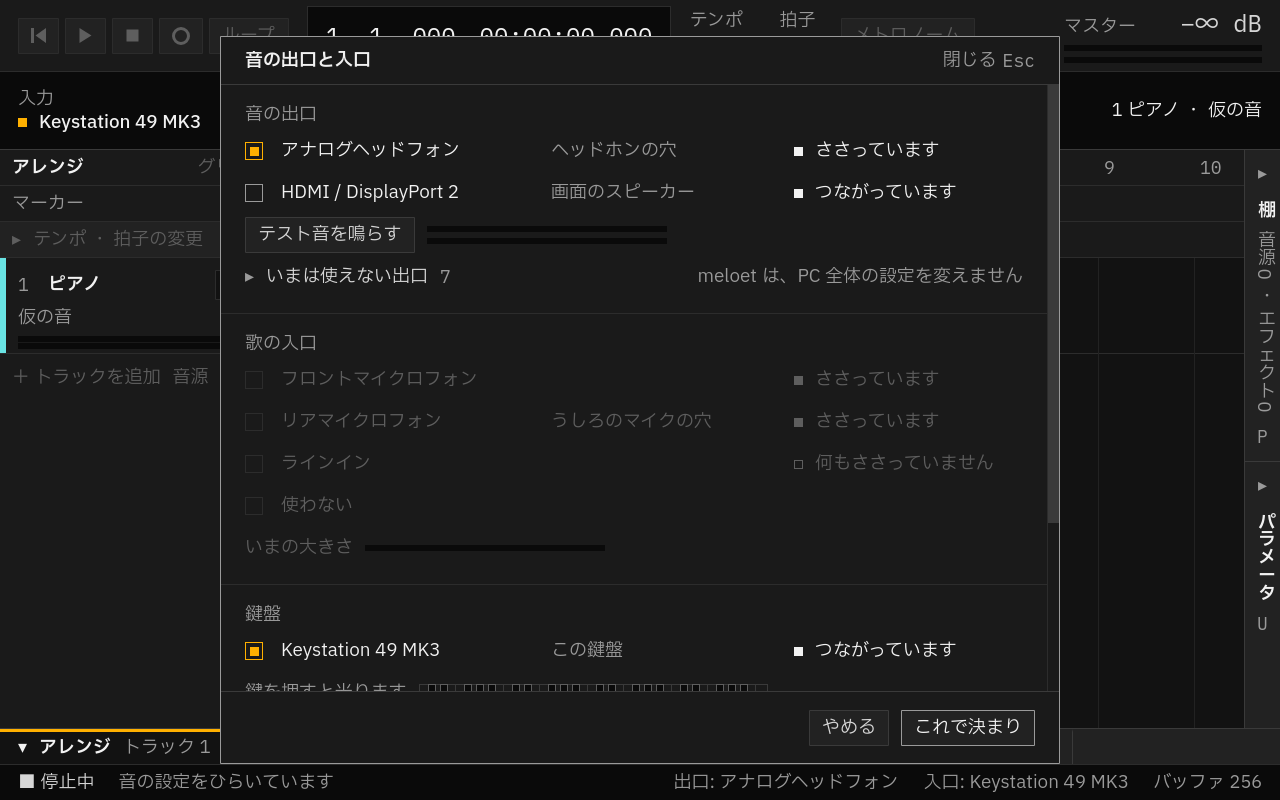 テンポ 拍子 マスター −∞ dB
ループ 1 1 000 00:00:00.000 メトロノーム
音の出口と入口 閉じる Esc
入力
Keystation 49 MK3 1 ピアノ · 仮の音
音の出口
アナログヘッドフォン ヘッドホンの穴 ささっています
アレンジ 9 10
HDMI / DisplayPort 2 画面のスピーカー つながっています
マーカー
テンポ · 拍子の変更
テスト音を鳴らす
いまは使えない出口 7 meloet は、PC 全体の設定を変えません
1 ピアノ
仮の音
歌の入口
＋ トラックを追加 音源
フロントマイクロフォン ささっています
リアマイクロフォン うしろのマイクの穴 ささっています
ラインイン 何もささっていません
使わない
いまの大きさ
鍵盤
Keystation 49 MK3 この鍵盤 つながっています
鍵を押すと光ります
やめる これで決まり
棚 音源0 · エフェクト0 P
パラメータ U
▼ アレンジ トラック 1
停止中 音の設定をひらいています 出口: アナログヘッドフォン 入口: Keystation 49 MK3 バッファ 256